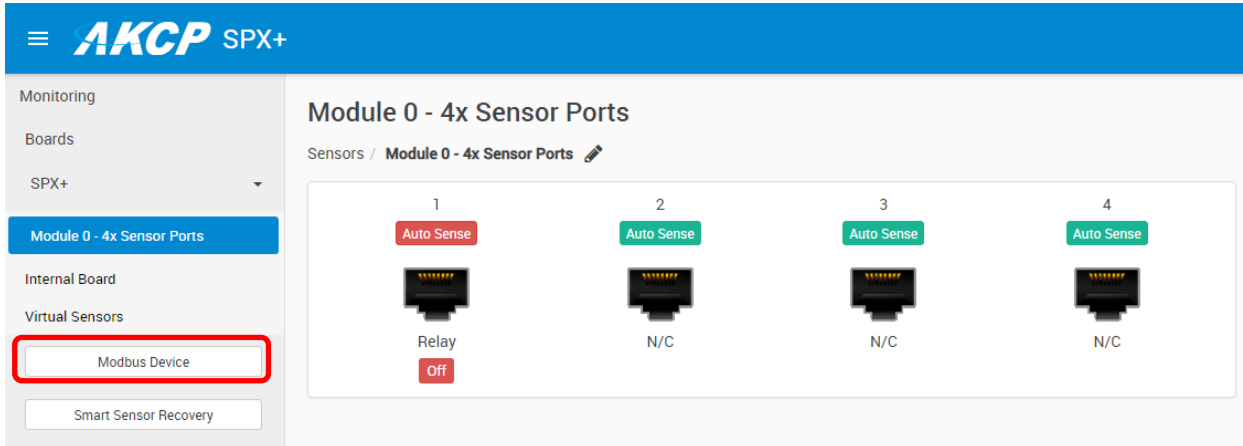 AKCP SPX+
Monitoring
Boards
SPX+
Module 0 - 4x Sensor Ports
Internal Board
Virtual Sensors
Modbus Device
Smart Sensor Recovery
Module 0 - 4x Sensor Ports
Sensors / Module 0 - 4x Sensor Ports
1 2 3 4
Auto Sense Auto Sense Auto Sense Auto Sense
Relay N/C N/C N/C
Off